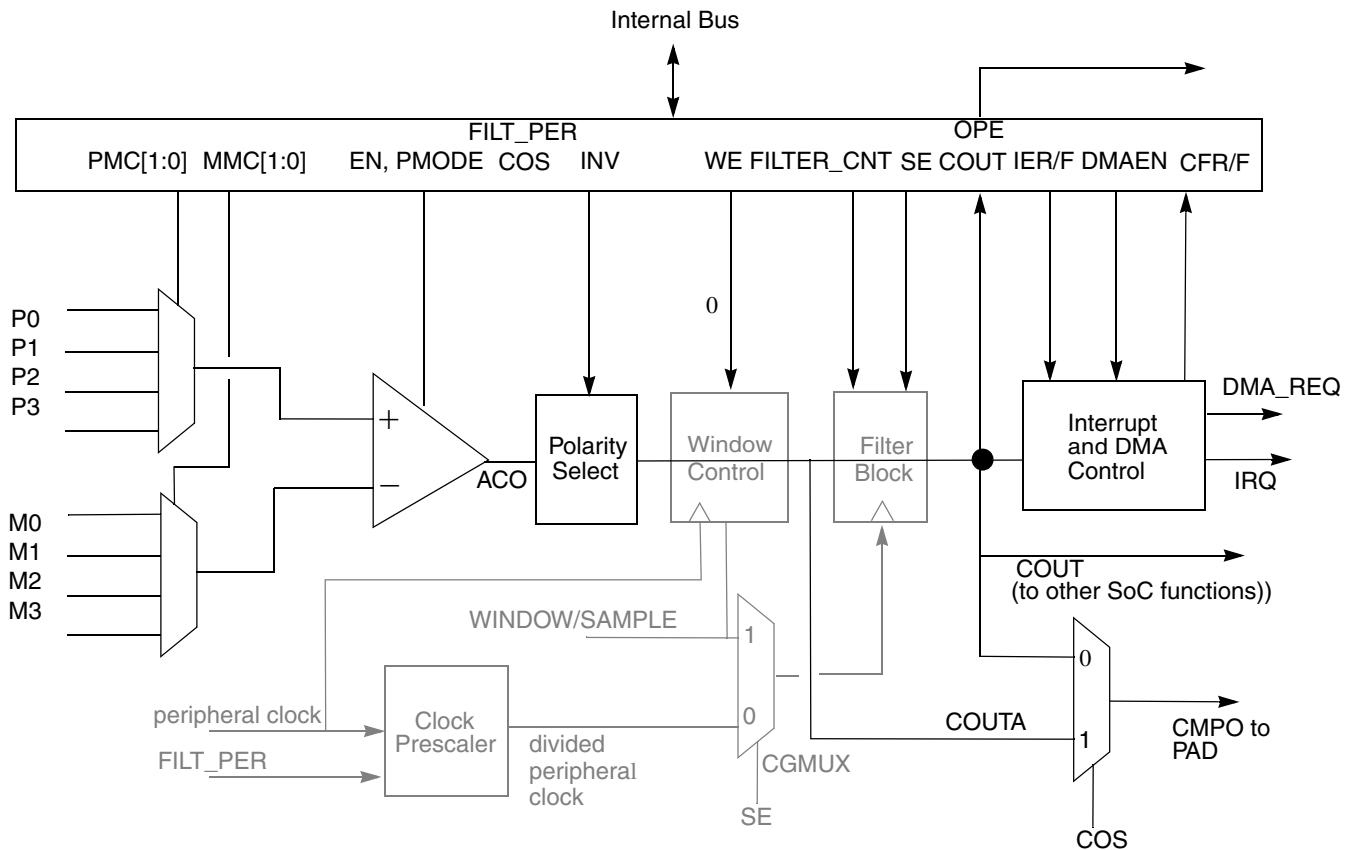 Internal Bus
FILT_PER
OPE
PMC[1:0] MMC[1:0] EN, PMODE COS INV WE FILTER_CNT SE COUT IER/F DMAEN CFR/F
P0
P1
P2
P3
0
+
−
ACO
Polarity
Select
Window
Control
Filter
Block
Interrupt
and DMA
Control
DMA_REQ
IRQ
M0
M1
M2
M3
COUT
(to other SoC functions))
WINDOW/SAMPLE
1
0
peripheral clock
FILT_PER
Clock
Prescaler
divided
peripheral
clock
CGMUX
SE
0
COUTA
1
CMPO to
PAD
COS